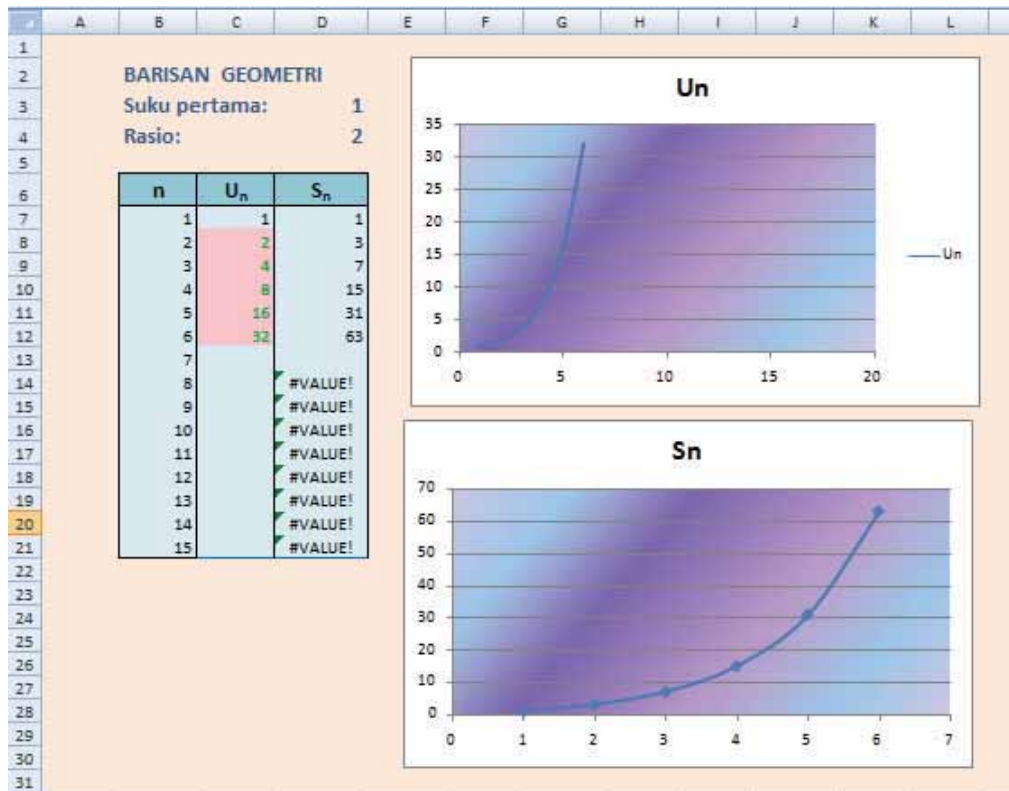 A B C D E F G H I J K L
1
2 BARISAN GEOMETRI
3 Suku pertama: 1
4 Rasio: 2
5
6 n Un Sn
7 1 1 1
8 2 2 3
9 3 4 7
10 4 8 15
11 5 16 31
12 6 32 63
13 7
14 8 #VALUE!
15 9 #VALUE!
16 10 #VALUE!
17 11 #VALUE!
18 12 #VALUE!
19 13 #VALUE!
20 14 #VALUE!
21 15 #VALUE!
22
23
24
25
26
27
28
29
30
31
Un
35
30
25
20
15
10
5
0
0 5 10 15 20
Un
Sn
70
60
50
40
30
20
10
0
0 1 2 3 4 5 6 7